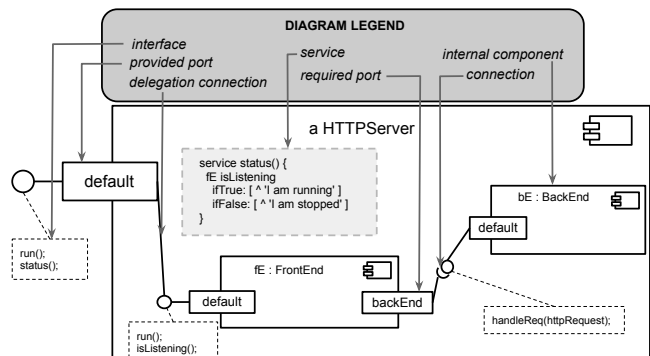 DIAGRAM LEGEND
interface
provided port
delegation connection
service
required port
internal component
connection
a HTTPServer
default
service status() {
fE isListening
ifTrue: [ ^ 'I am running' ]
ifFalse: [ ^ 'I am stopped' ]
}
bE : BackEnd
default
run();
status();
fE : FrontEnd
default
backEnd
handleReq(httpRequest);
run();
isListening();